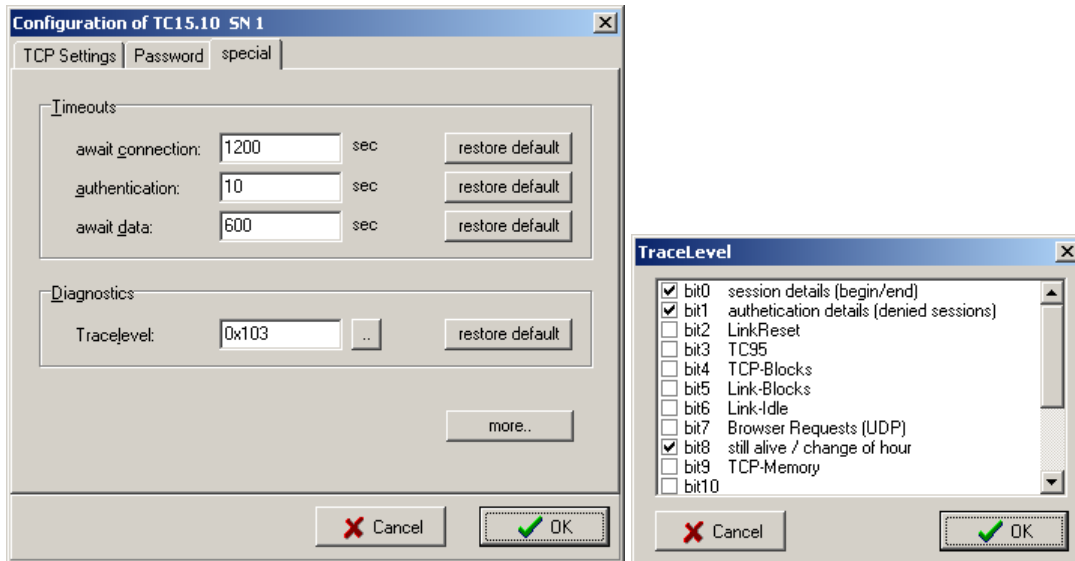 Configuration of TC15.10 SN 1
TCP Settings Password special
Timeouts
await connection: 1200 sec restore default
authentication: 10 sec restore default
await data: 600 sec restore default
Diagnostics
Tracelevel: 0x103 .. restore default
more..
Cancel OK
TraceLevel
bit0 session details (begin/end)
bit1 authetication details (denied sessions)
bit2 LinkReset
bit3 TC95
bit4 TCP-Blocks
bit5 Link-Blocks
bit6 Link-Idle
bit7 Browser Requests (UDP)
bit8 still alive / change of hour
bit9 TCP-Memory
bit10
Cancel OK